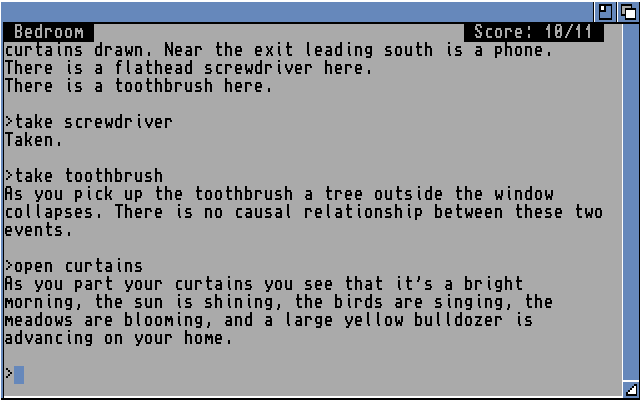 Bedroom Score: 10/11
curtains drawn. Near the exit leading south is a phone.
There is a flathead screwdriver here.
There is a toothbrush here.
>take screwdriver
Taken.
>take toothbrush
As you pick up the toothbrush a tree outside the window
collapses. There is no causal relationship between these two
events.
>open curtains
As you part your curtains you see that it's a bright
morning, the sun is shining, the birds are singing, the
meadows are blooming, and a large yellow bulldozer is
advancing on your home.
>